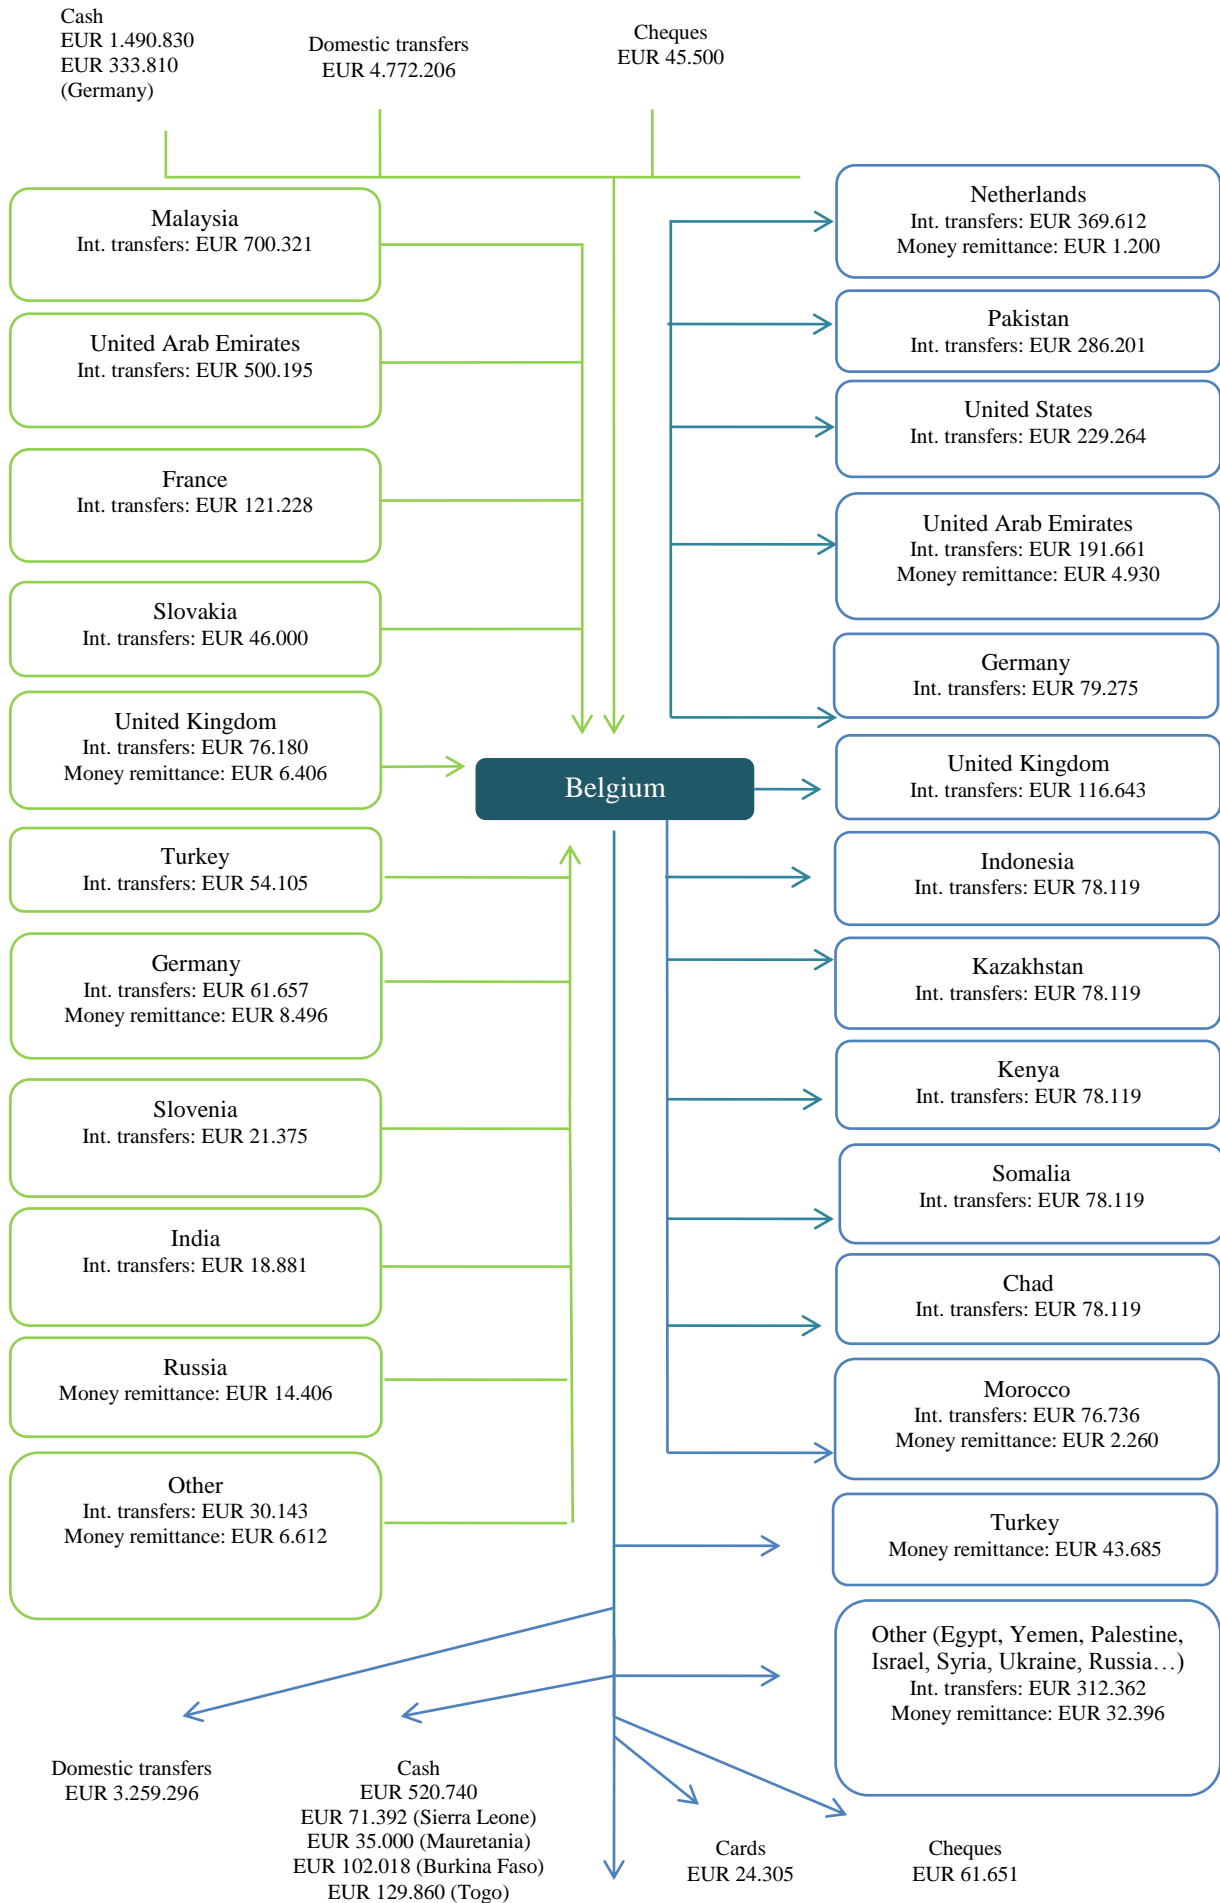 Cash
EUR 1.490.830
EUR 333.810
(Germany)
Domestic transfers
EUR 4.772.206
Cheques
EUR 45.500
Malaysia
Int. transfers: EUR 700.321
United Arab Emirates
Int. transfers: EUR 500.195
France
Int. transfers: EUR 121.228
Slovakia
Int. transfers: EUR 46.000
United Kingdom
Int. transfers: EUR 76.180
Money remittance: EUR 6.406
Turkey
Int. transfers: EUR 54.105
Germany
Int. transfers: EUR 61.657
Money remittance: EUR 8.496
Slovenia
Int. transfers: EUR 21.375
India
Int. transfers: EUR 18.881
Russia
Money remittance: EUR 14.406
Other
Int. transfers: EUR 30.143
Money remittance: EUR 6.612
Belgium
Netherlands
Int. transfers: EUR 369.612
Money remittance: EUR 1.200
Pakistan
Int. transfers: EUR 286.201
United States
Int. transfers: EUR 229.264
United Arab Emirates
Int. transfers: EUR 191.661
Money remittance: EUR 4.930
Germany
Int. transfers: EUR 79.275
United Kingdom
Int. transfers: EUR 116.643
Indonesia
Int. transfers: EUR 78.119
Kazakhstan
Int. transfers: EUR 78.119
Kenya
Int. transfers: EUR 78.119
Somalia
Int. transfers: EUR 78.119
Chad
Int. transfers: EUR 78.119
Morocco
Int. transfers: EUR 76.736
Money remittance: EUR 2.260
Turkey
Money remittance: EUR 43.685
Other (Egypt, Yemen, Palestine,
Israel, Syria, Ukraine, Russia…)
Int. transfers: EUR 312.362
Money remittance: EUR 32.396
Domestic transfers
EUR 3.259.296
Cash
EUR 520.740
EUR 71.392 (Sierra Leone)
EUR 35.000 (Mauretania)
EUR 102.018 (Burkina Faso)
EUR 129.860 (Togo)
Cards
EUR 24.305
Cheques
EUR 61.651